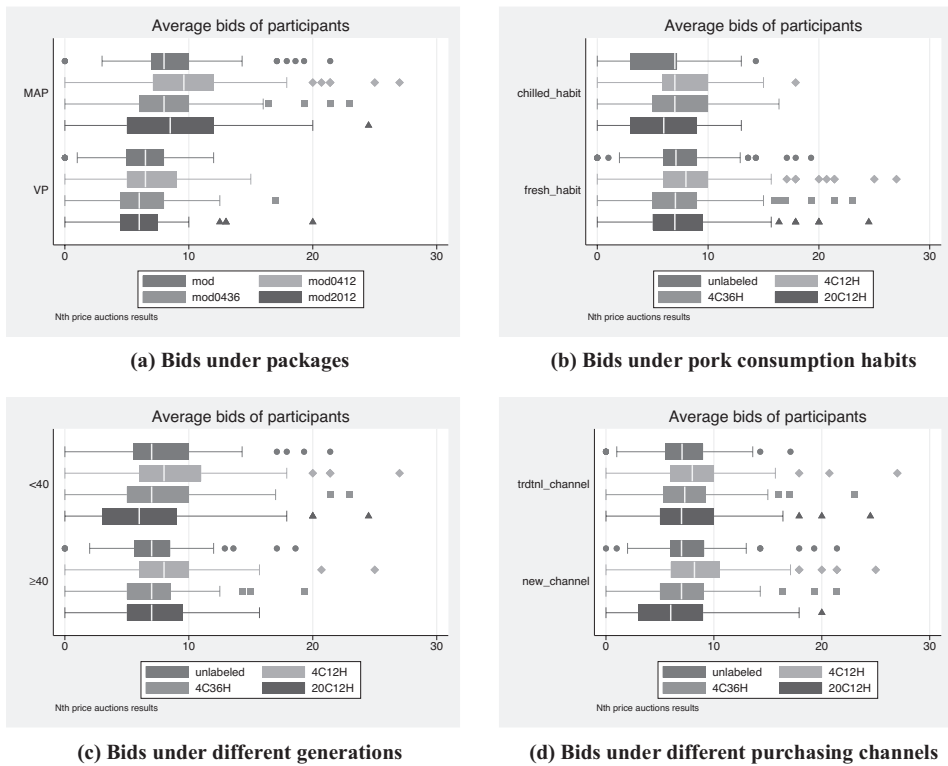 Average bids of participants
MAP
VP
0 10 20 30
mod mod0412
mod0436 mod2012
Nth price auctions results
(a) Bids under packages
Average bids of participants
chilled_habit
fresh_habit
0 10 20 30
unlabeled 4C12H
4C36H 20C12H
Nth price auctions results
(b) Bids under pork consumption habits
Average bids of participants
<40
≥40
0 10 20 30
unlabeled 4C12H
4C36H 20C12H
Nth price auctions results
(c) Bids under different generations
Average bids of participants
trdtnl_channel
new_channel
0 10 20 30
unlabeled 4C12H
4C36H 20C12H
Nth price auctions results
(d) Bids under different purchasing channels